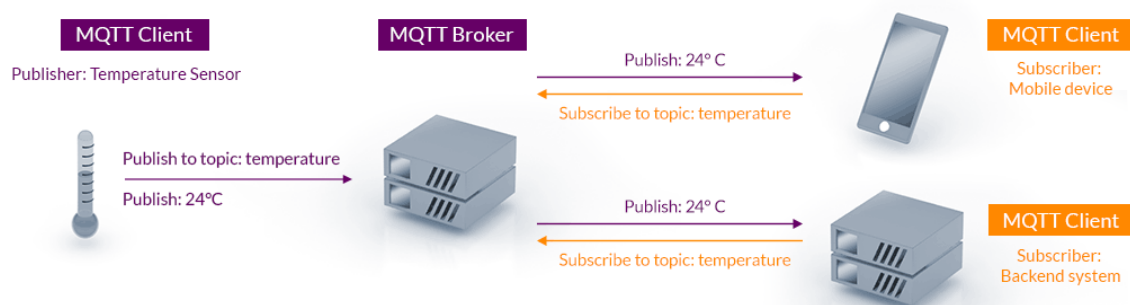 MQTT Client
Publisher: Temperature Sensor
Publish to topic: temperature
Publish: 24°C
MQTT Broker
Publish: 24° C
Subscribe to topic: temperature
MQTT Client
Subscriber:
Mobile device
Publish: 24° C
Subscribe to topic: temperature
MQTT Client
Subscriber:
Backend system